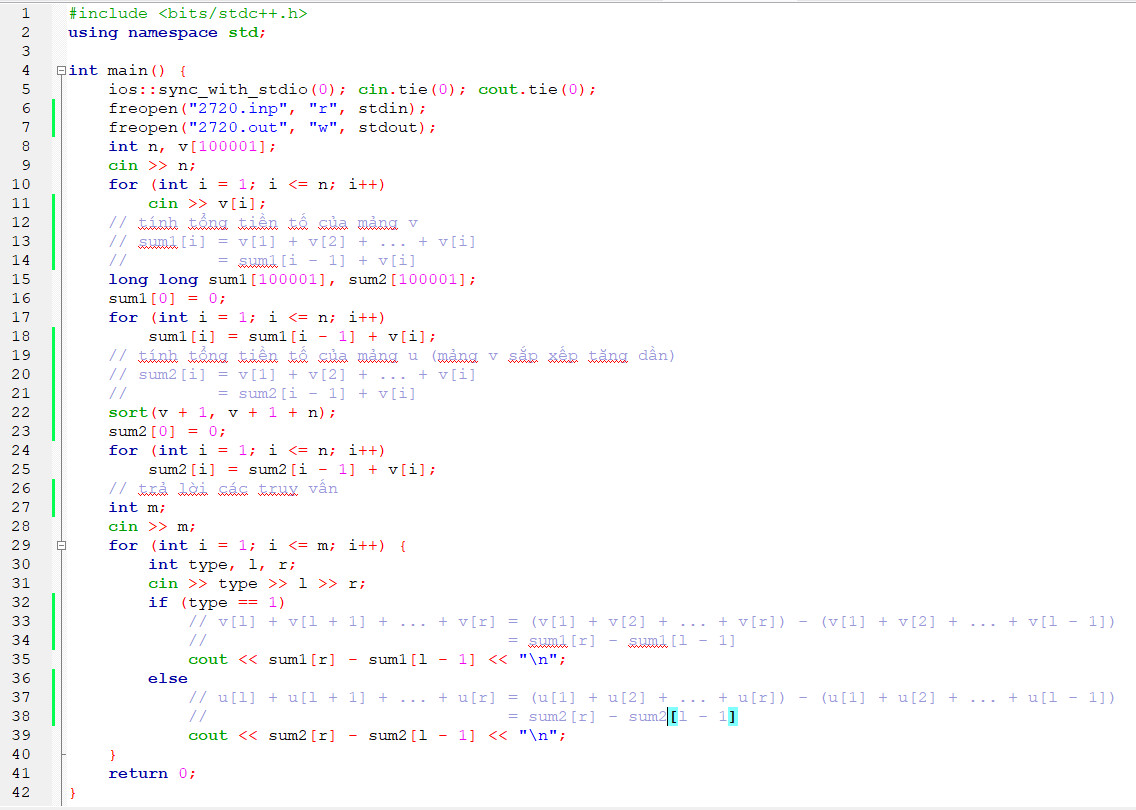 1 #include <bits/stdc++.h>
2 using namespace std;
3
4 int main() {
5 ios::sync_with_stdio(0); cin.tie(0); cout.tie(0);
6 freopen("2720.inp", "r", stdin);
7 freopen("2720.out", "w", stdout);
8 int n, v[100001];
9 cin >> n;
10 for (int i = 1; i <= n; i++)
11 cin >> v[i];
12 // tính tổng tiền tố của mảng v
13 // sum1[i] = v[1] + v[2] + ... + v[i]
14 // = sum1[i - 1] + v[i]
15 long long sum1[100001], sum2[100001];
16 sum1[0] = 0;
17 for (int i = 1; i <= n; i++)
18 sum1[i] = sum1[i - 1] + v[i];
19 // tính tổng tiền tố của mảng u (mảng v sắp xếp tăng dần)
20 // sum2[i] = v[1] + v[2] + ... + v[i]
21 // = sum2[i - 1] + v[i]
22 sort(v + 1, v + 1 + n);
23 sum2[0] = 0;
24 for (int i = 1; i <= n; i++)
25 sum2[i] = sum2[i - 1] + v[i];
26 // trả lời các truy vấn
27 int m;
28 cin >> m;
29 for (int i = 1; i <= m; i++) {
30 int type, l, r;
31 cin >> type >> l >> r;
32 if (type == 1)
33 // v[l] + v[l + 1] + ... + v[r] = (v[1] + v[2] + ... + v[r]) - (v[1] + v[2] + ... + v[l - 1])
34 // = sum1[r] - sum1[l - 1]
35 cout << sum1[r] - sum1[l - 1] << "\n";
36 else
37 // u[l] + u[l + 1] + ... + u[r] = (u[1] + u[2] + ... + u[r]) - (u[1] + u[2] + ... + u[l - 1])
38 // = sum2[r] - sum2[l - 1]
39 cout << sum2[r] - sum2[l - 1] << "\n";
40 }
41 return 0;
42 }